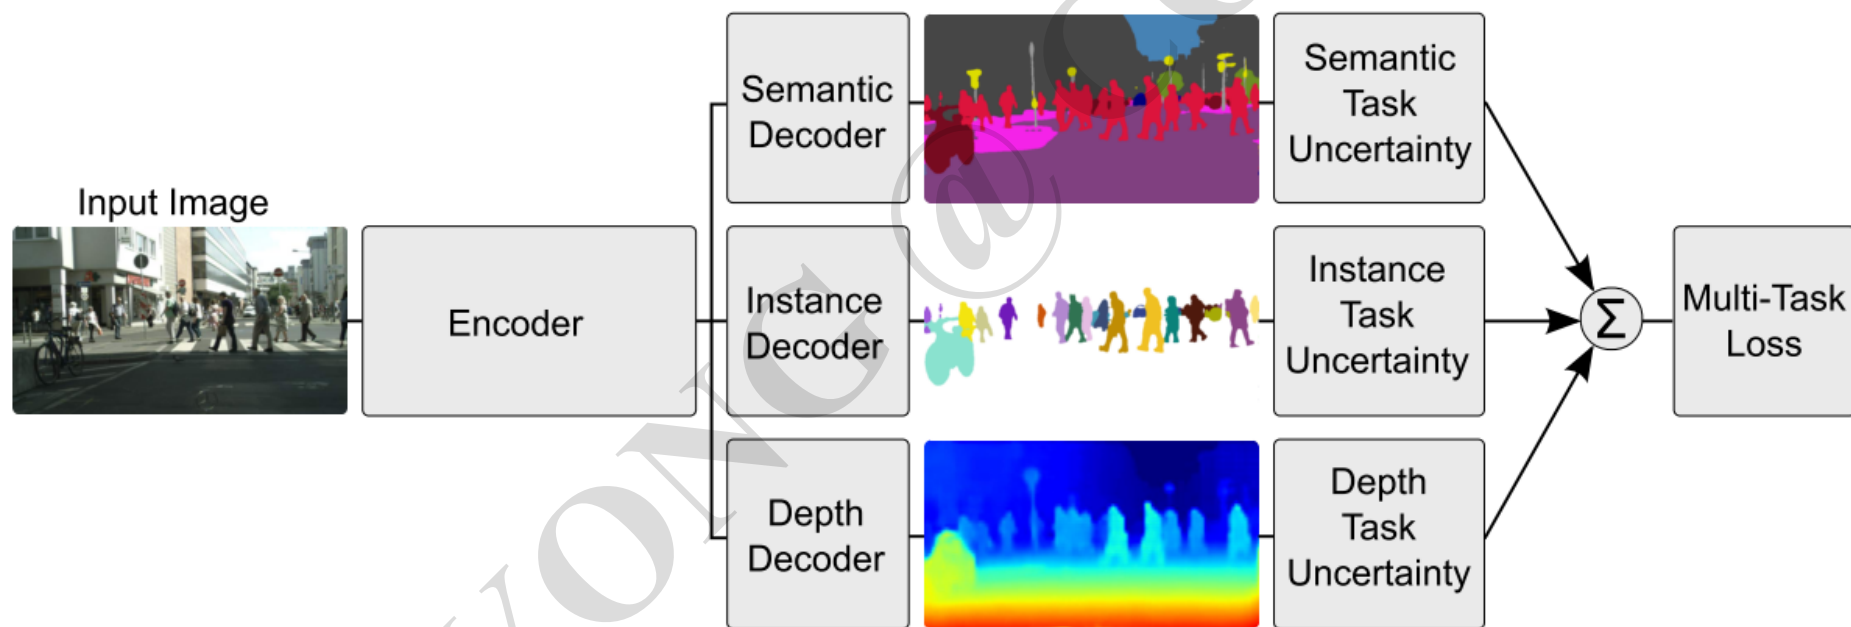 Input Image
Encoder
Semantic
Decoder
Instance
Decoder
Depth
Decoder
Semantic
Task
Uncertainty
Instance
Task
Uncertainty
Depth
Task
Uncertainty
Σ
Multi-Task
Loss
YONG @